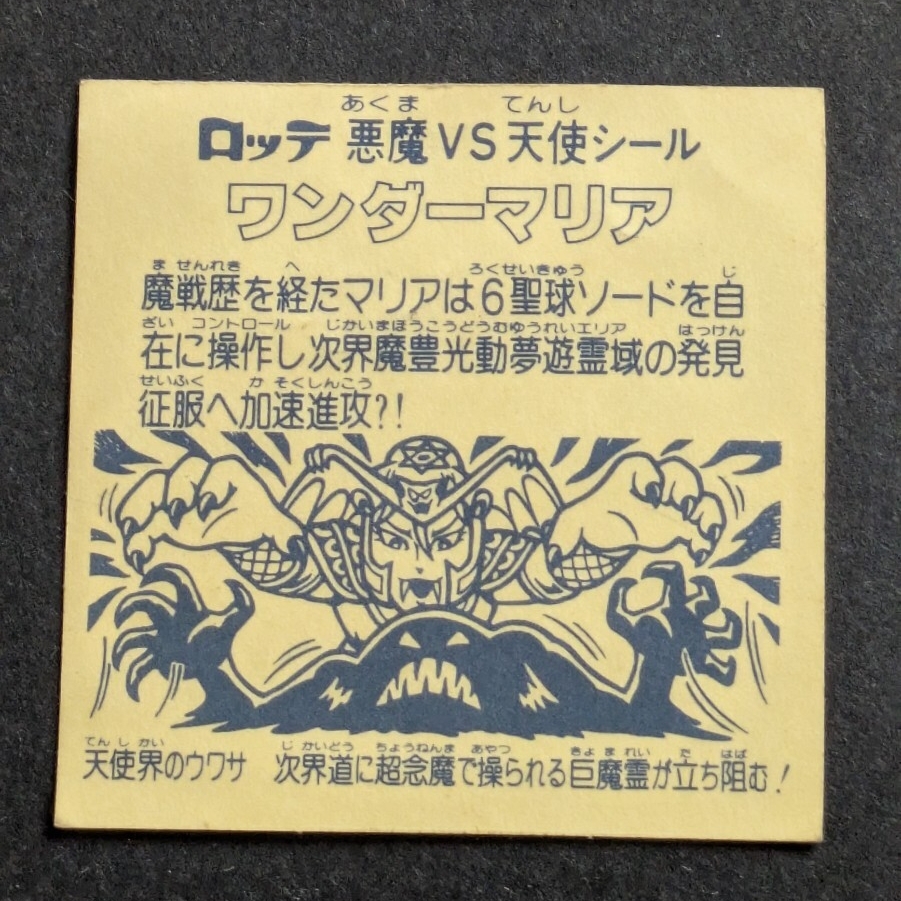 あくま てんし
ロッテ 悪魔VS天使シール
ワンダーマリア
ま せんれき へ ろくせいきゅう じ
魔戦歴を経たマリアは6聖球ソードを自
ざい コントロール じかいまほうこうどうむゆうれいエリア はっけん
在に操作し次界魔豊光動夢遊霊域の発見
せいふく か そくしんこう
征服へ加速進攻?!
てん し かい じ かいどう ちょうねんま あやつ きょ ま れい た はば
天使界のウワサ 次界道に超念魔で操られる巨魔霊が立ち阻む!